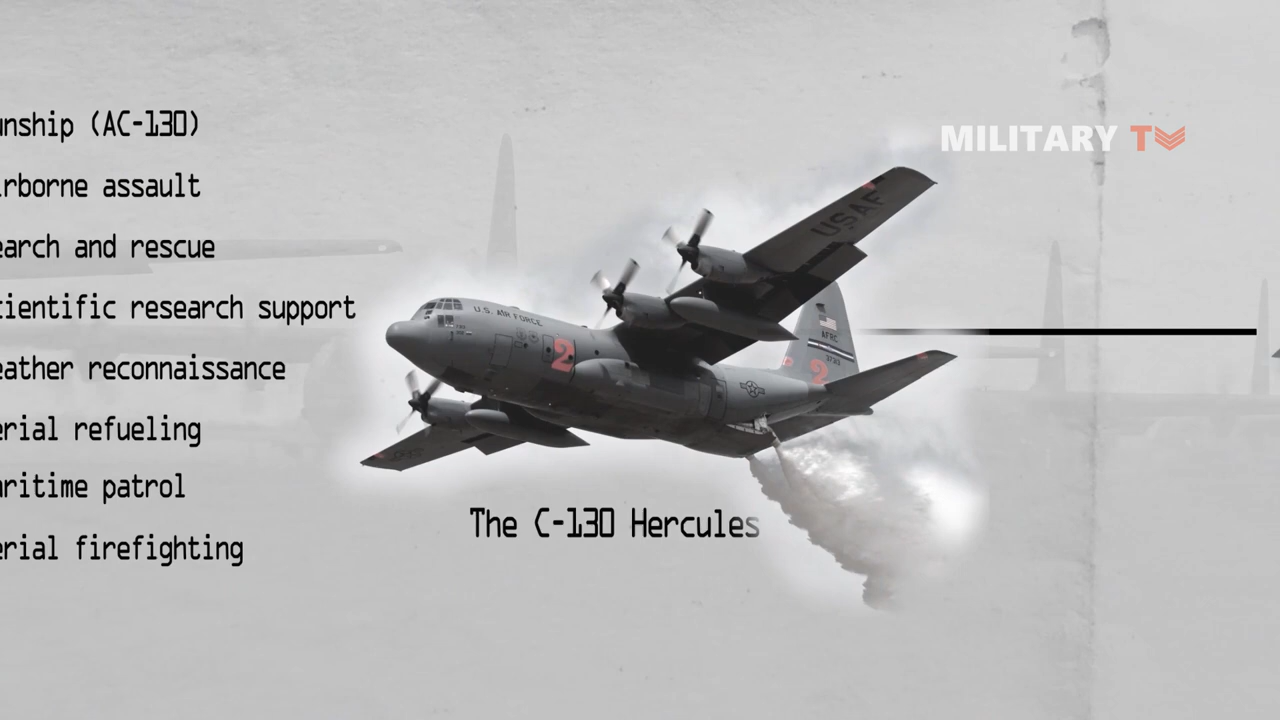 unship (AC-130)
irborne assault
earch and rescue
cientific research support
eather reconnaissance
erial refueling
aritime patrol
erial firefighting
MILITARY TV
USAF
U.S. AIR FORCE
2
AFRC
2
The C-130 Hercules